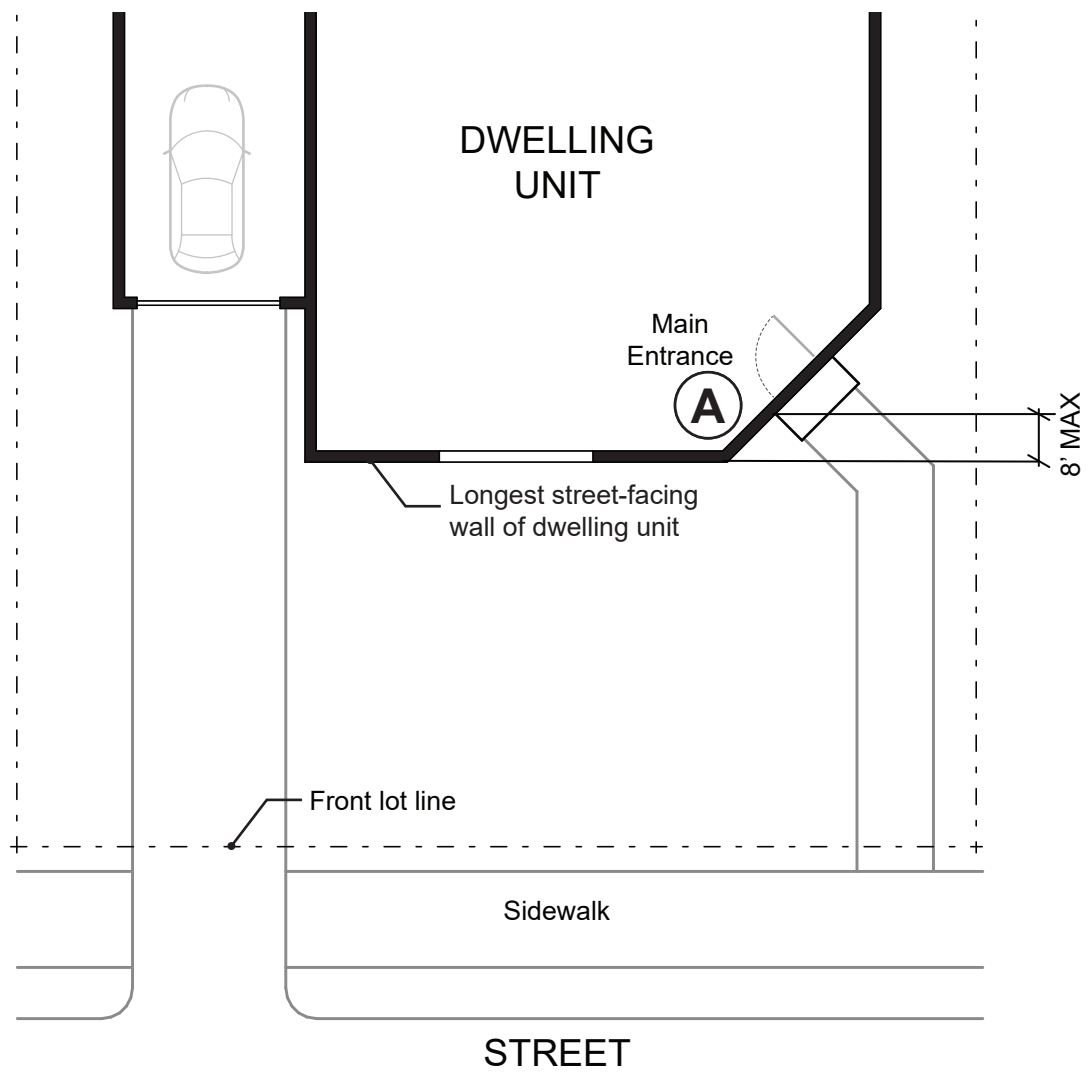 DWELLING
UNIT
Main
Entrance
A
8’ MAX
Longest street-facing
wall of dwelling unit
Front lot line
Sidewalk
STREET